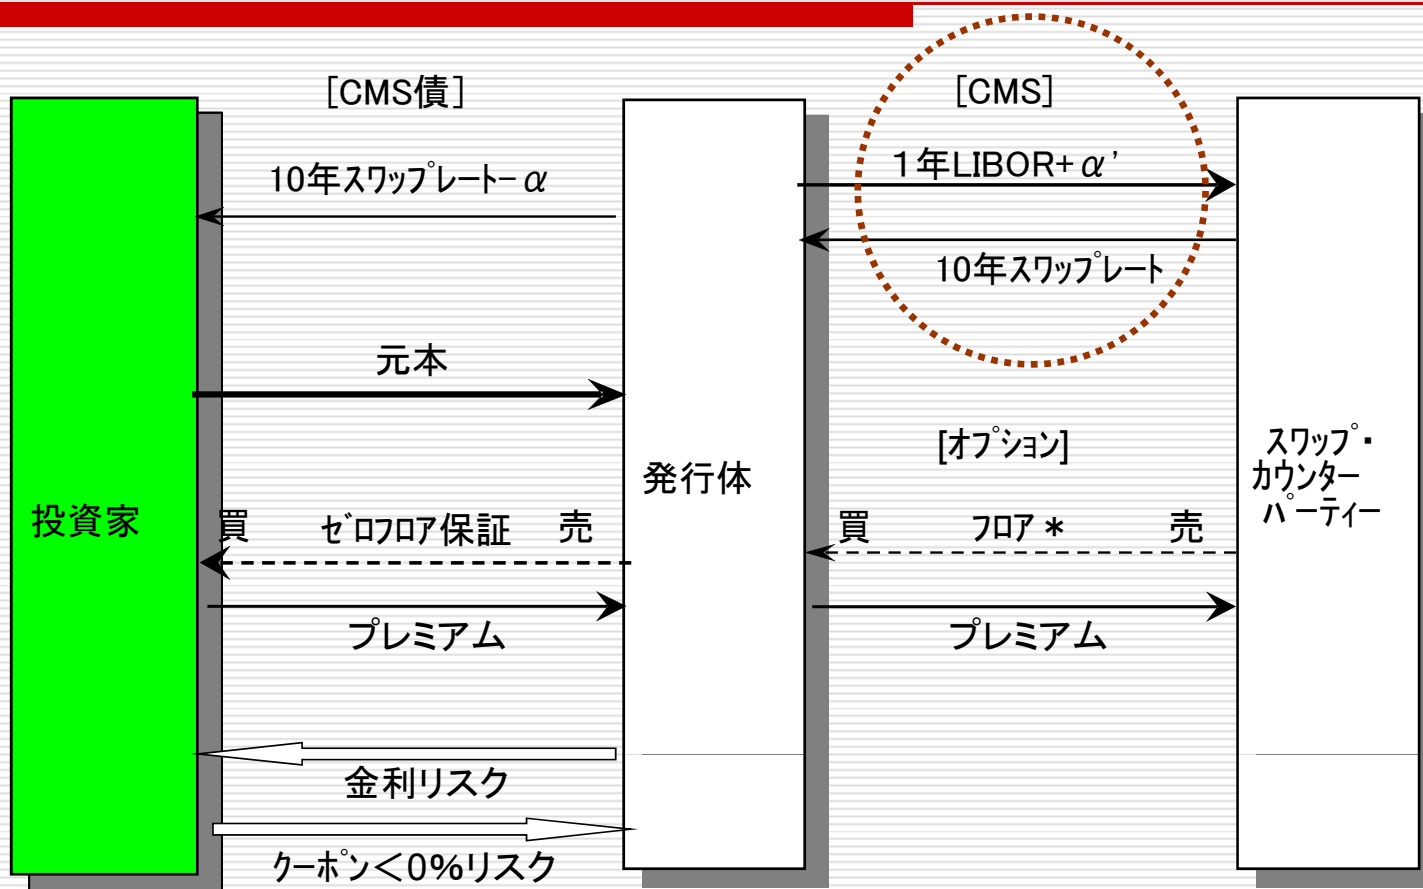 [CMS債]
[CMS]
10年ｽﾜｯﾌﾟﾚｰﾄ-α
1年LIBOR+α'
10年ｽﾜｯﾌﾟﾚｰﾄ
元本
[ｵﾌﾟｼｮﾝ]
投資家
発行体
ｽﾜｯﾌﾟ・
ｶｳﾝﾀｰ
ﾊﾟｰﾃｨｰ
買 ｾﾞﾛﾌﾛｱ保証 売
買 ﾌﾛｱ* 売
プレミアム
プレミアム
金利リスク
ｸｰﾎﾟﾝ<0%リスク